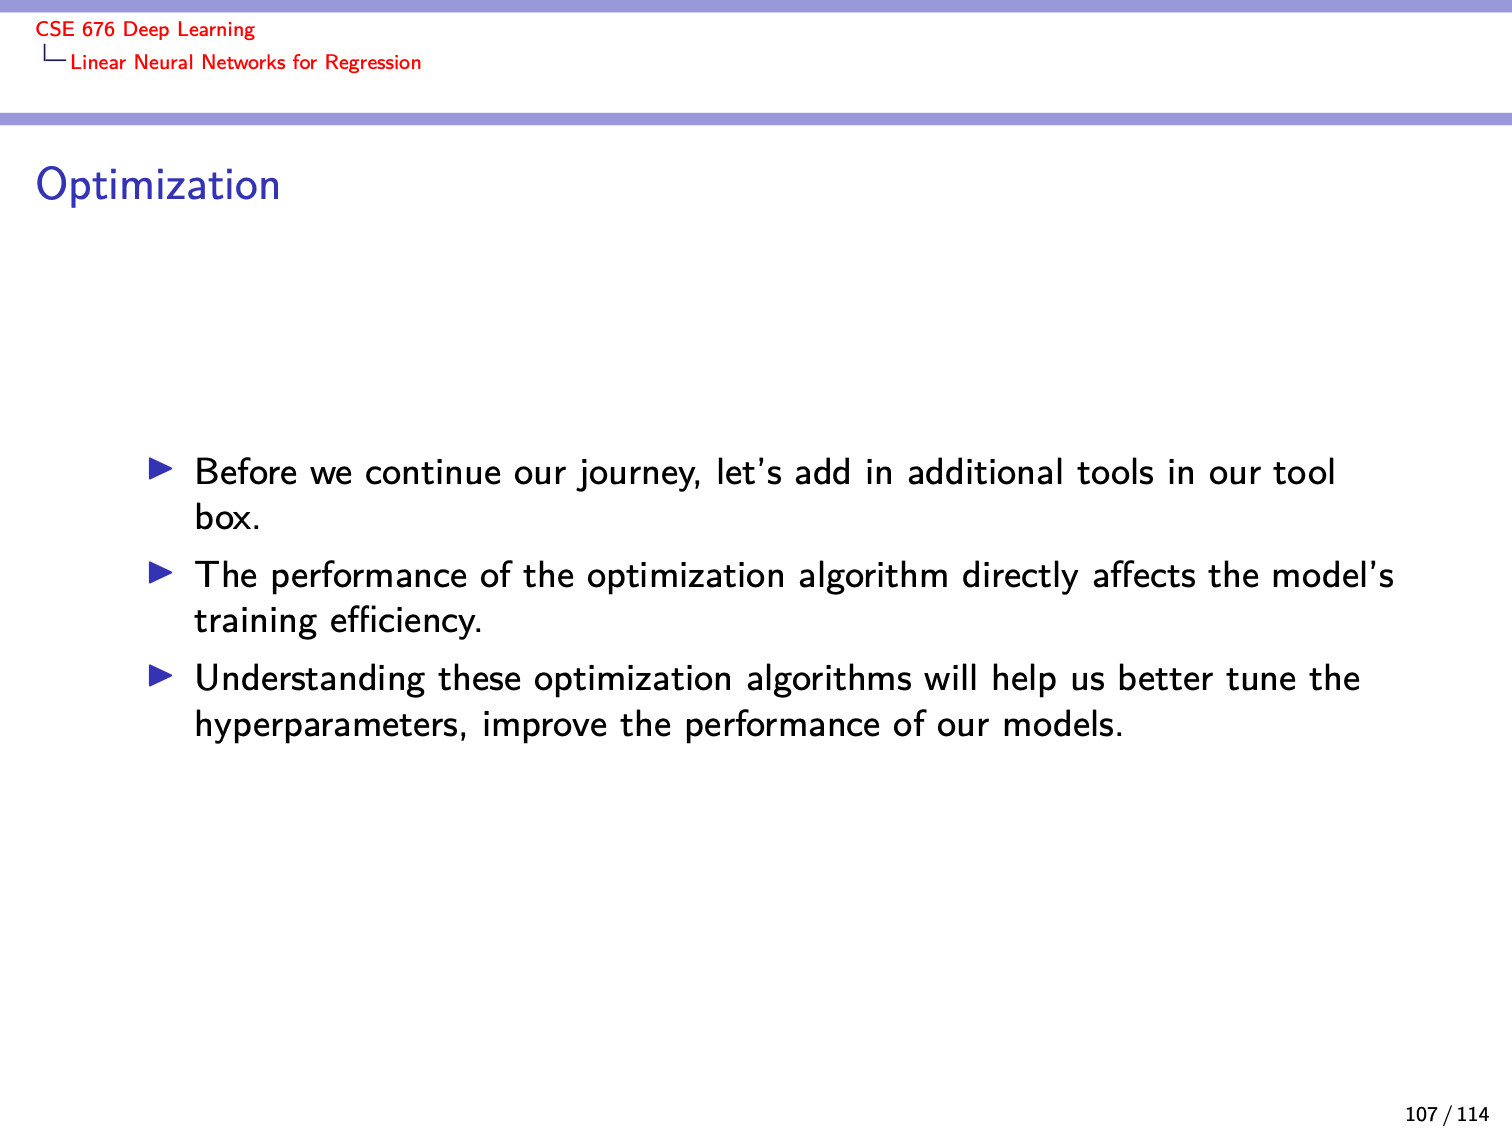 CSE 676 Deep Learning
Linear Neural Networks for Regression
Optimization
Before we continue our journey, let's add in additional tools in our tool
box.
The performance of the optimization algorithm directly affects the model's
training efficiency.
Understanding these optimization algorithms will help us better tune the
hyperparameters, improve the performance of our models.
107 / 114